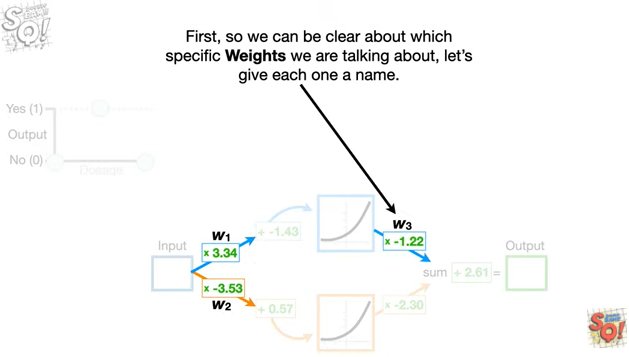 First, so we can be clear about which
specific Weights we are talking about, let's
give each one a name.
Yes (1)
Output
No (0)
Dosage
Input
w1
x 3.34
+ -1.43
w3
x -1.22
Output
sum
+ 2.61
=
x -3.53
w2
+ 0.57
x -2.30
SQ!
SQ!